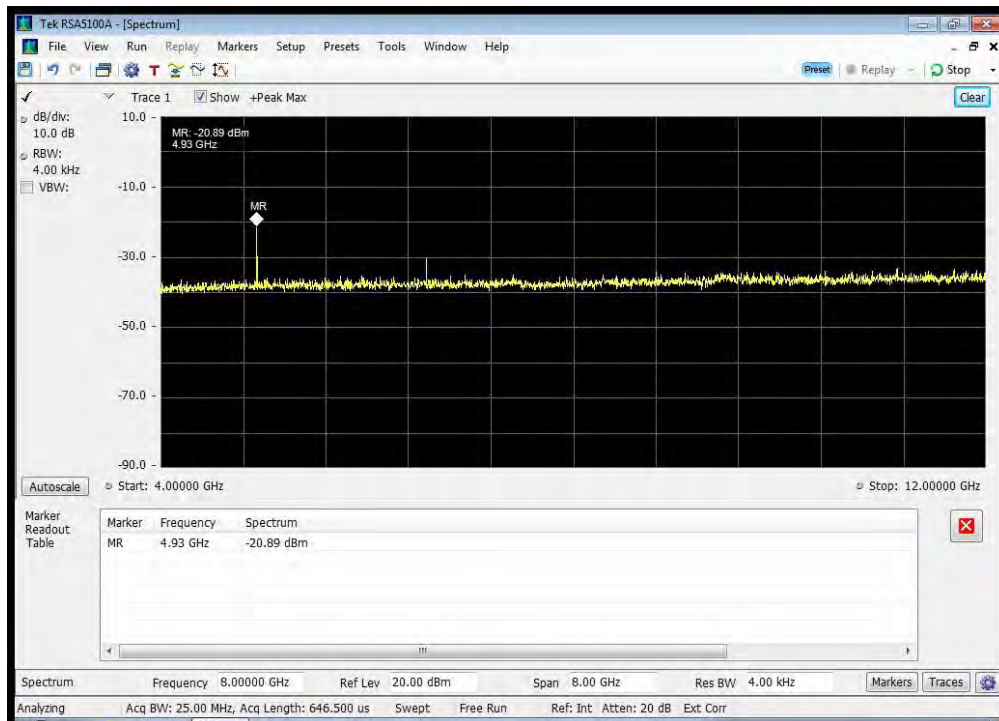 Tek RSA5100A - [Spectrum]
File View Run Replay Markers Setup Presets Tools Window Help
T Preset Replay Stop
Trace 1 Show +Peak Max Clear
dB/div:
10.0 dB
RBW:
4.00 kHz
VBW:
10.0
-10.0
-30.0
-50.0
-70.0
-90.0
MR: -20.89 dBm
4.93 GHz
MR
Autoscale Start: 4.00000 GHz Stop: 12.00000 GHz
Marker
Readout
Table
Marker Frequency Spectrum
MR 4.93 GHz -20.89 dBm
Spectrum Frequency 8.00000 GHz Ref Lev 20.00 dBm Span 8.00 GHz Res BW 4.00 kHz Markers Traces
Analyzing Acq BW: 25.00 MHz, Acq Length: 646.500 us Swept Free Run Ref: Int Atten: 20 dB Ext Corr